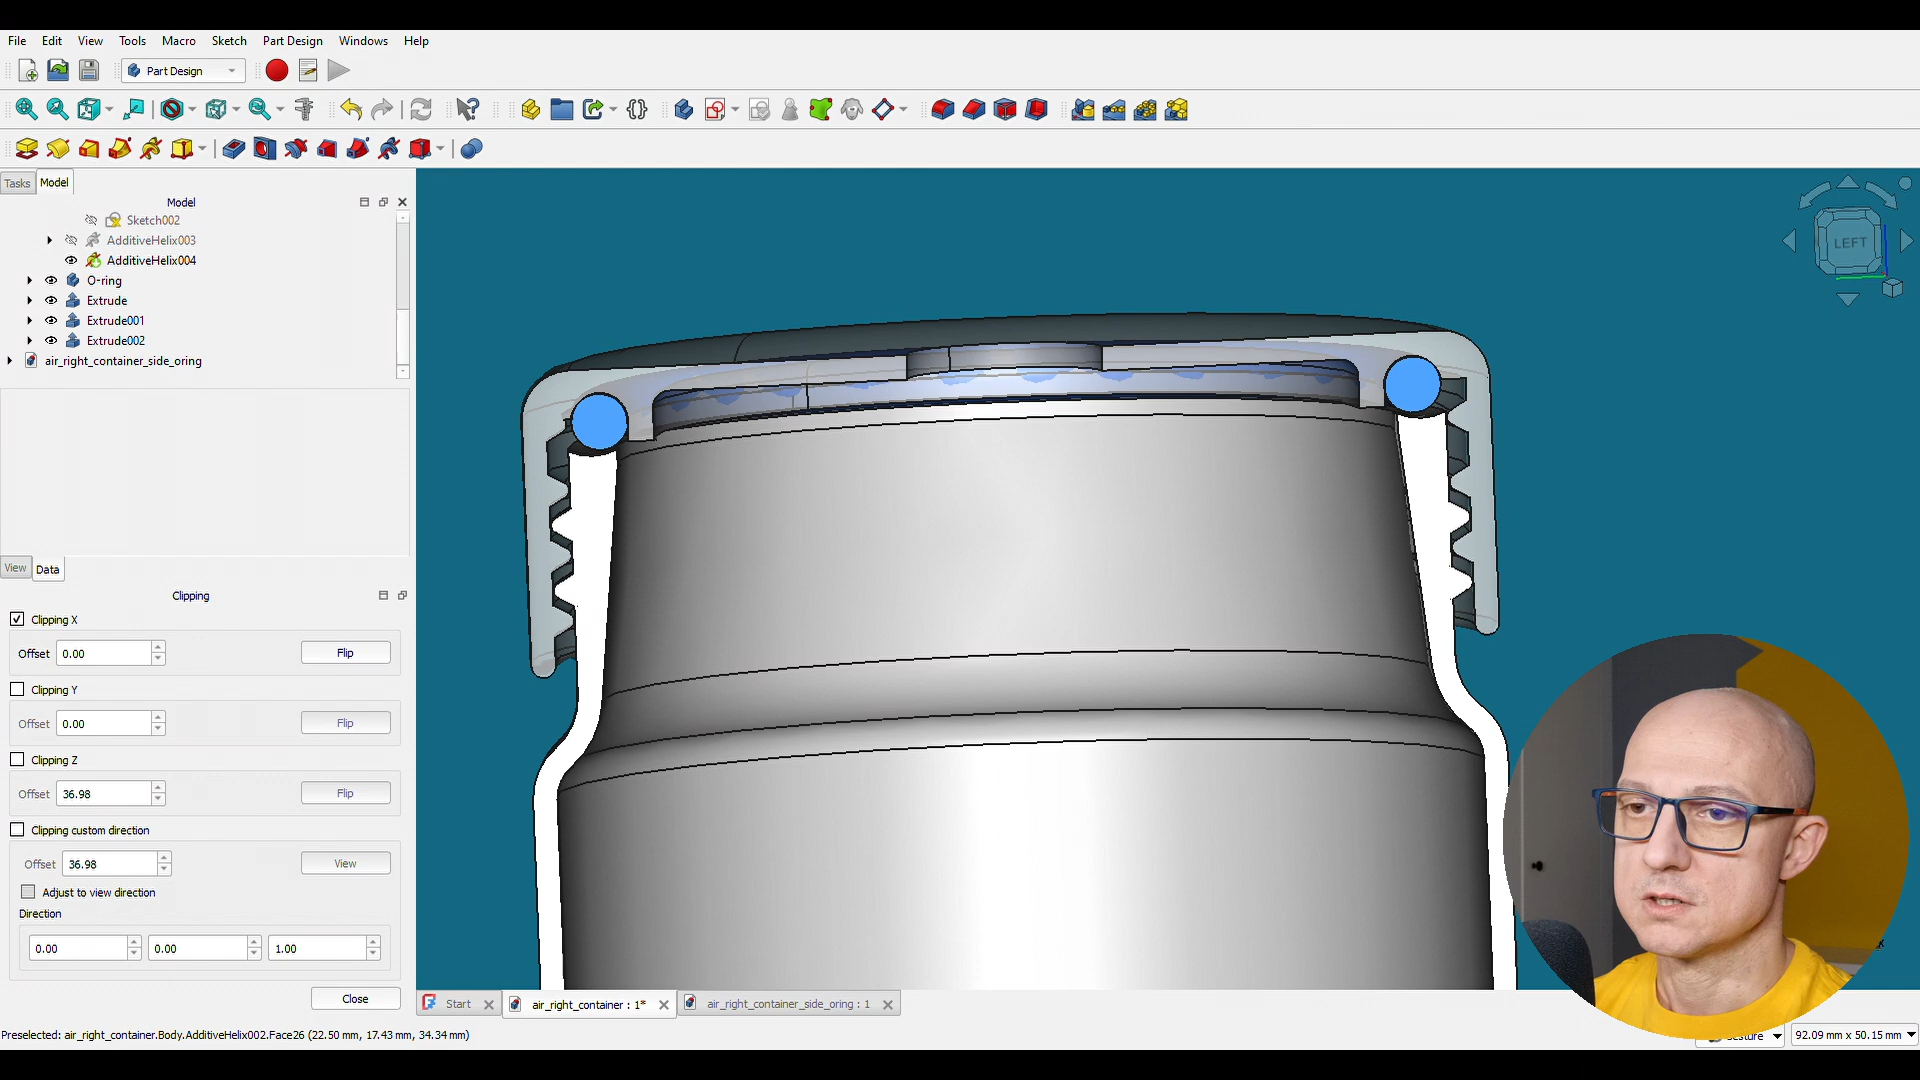 File Edit View Tools Macro Sketch Part Design Windows Help
Part Design
Tasks Model
Model
Sketch002
AdditiveHelix003
AdditiveHelix004
O-ring
Extrude
Extrude001
Extrude002
air_right_container_side_oring
View Data
Clipping
Clipping X
Offset 0.00 Flip
Clipping Y
Offset 0.00 Flip
Clipping Z
Offset 36.98 Flip
Clipping custom direction
Offset 36.98 View
Adjust to view direction
Direction
0.00 0.00 1.00
Close
LEFT
Start air_right_container : 1* air_right_container_side_oring : 1
Preselected: air_right_container.Body.AdditiveHelix002.Face26 (22.50 mm, 17.43 mm, 34.34 mm)
92.09 mm x 50.15 mm